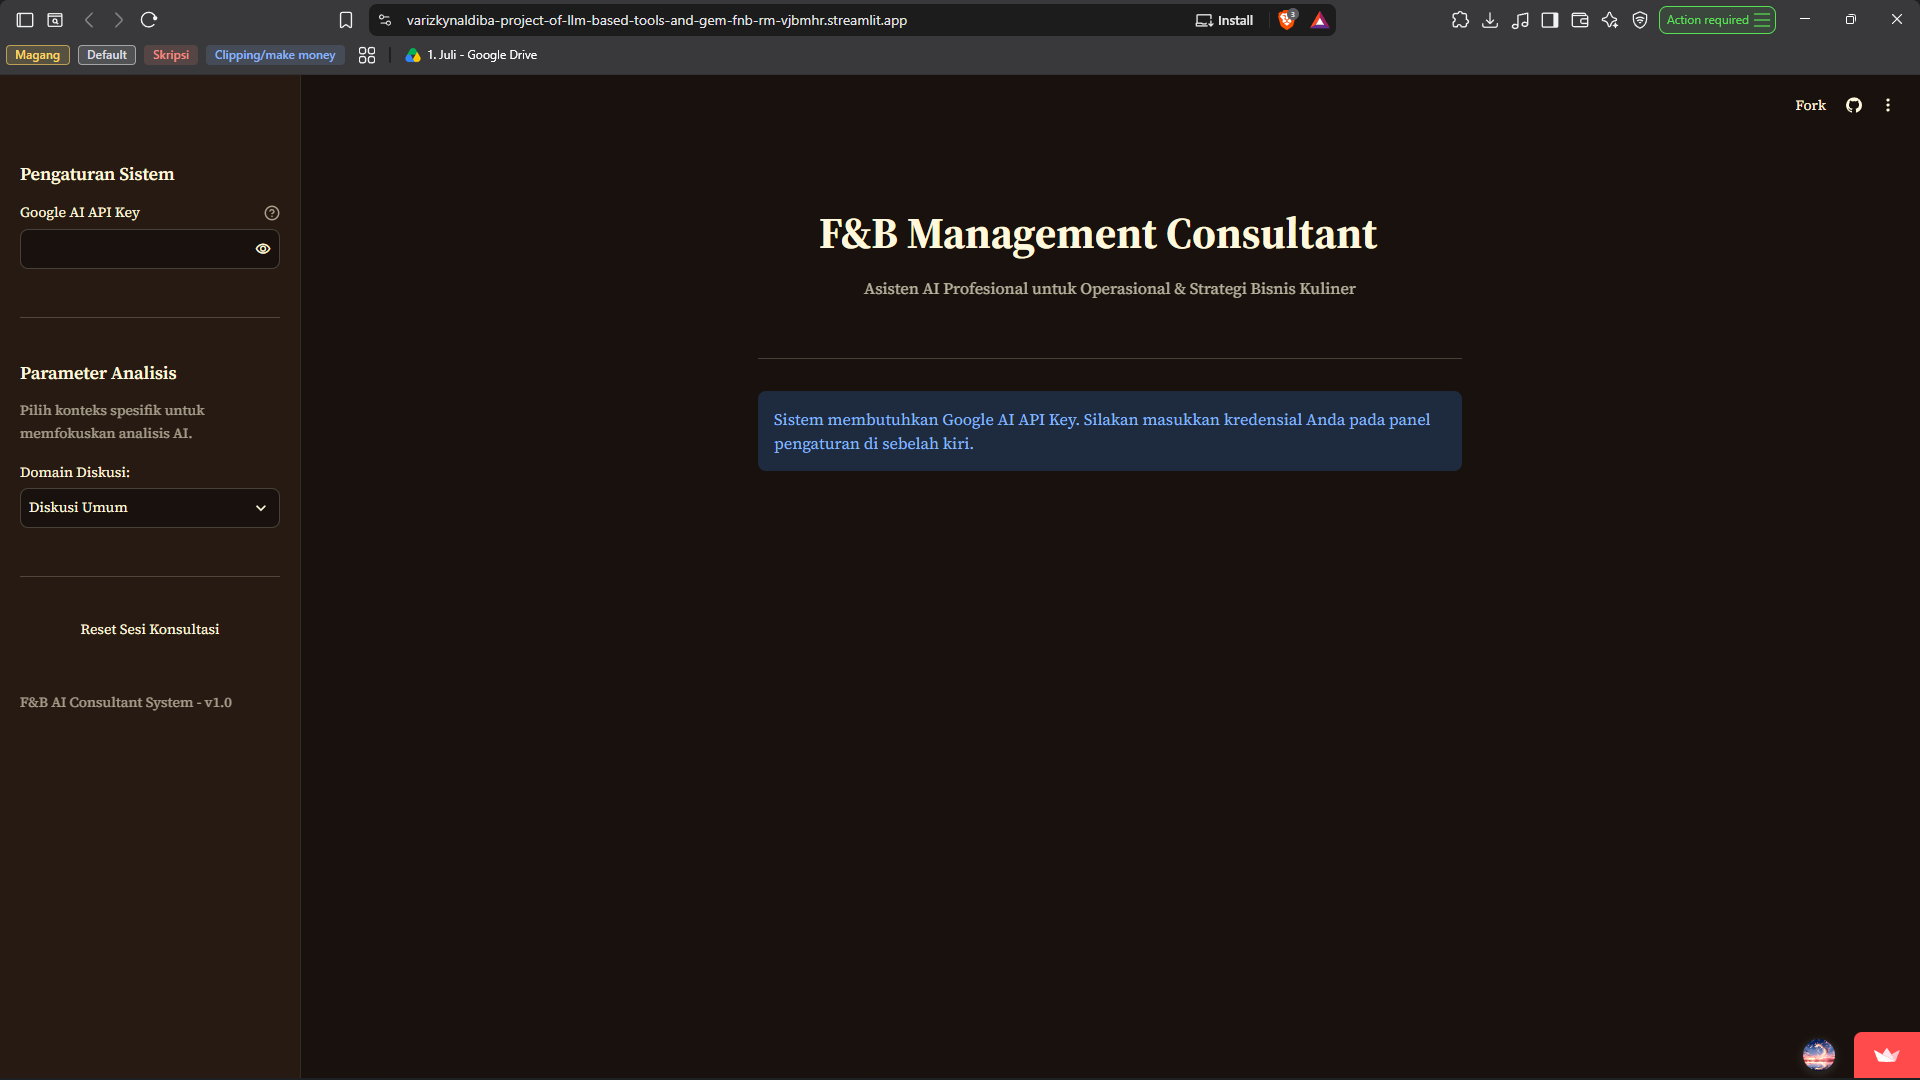 varizkynaldiba-project-of-llm-based-tools-and-gem-fnb-rm-vjbmhr.streamlit.app
Install
3
Action required
Magang
Default
Skripsi
Clipping/make money
1. Juli - Google Drive
Fork
Pengaturan Sistem
Google AI API Key
Parameter Analisis
Pilih konteks spesifik untuk
memfokuskan analisis AI.
Domain Diskusi:
Diskusi Umum
Reset Sesi Konsultasi
F&B AI Consultant System - v1.0
F&B Management Consultant
Asisten AI Profesional untuk Operasional & Strategi Bisnis Kuliner
Sistem membutuhkan Google AI API Key. Silakan masukkan kredensial Anda pada panel
pengaturan di sebelah kiri.